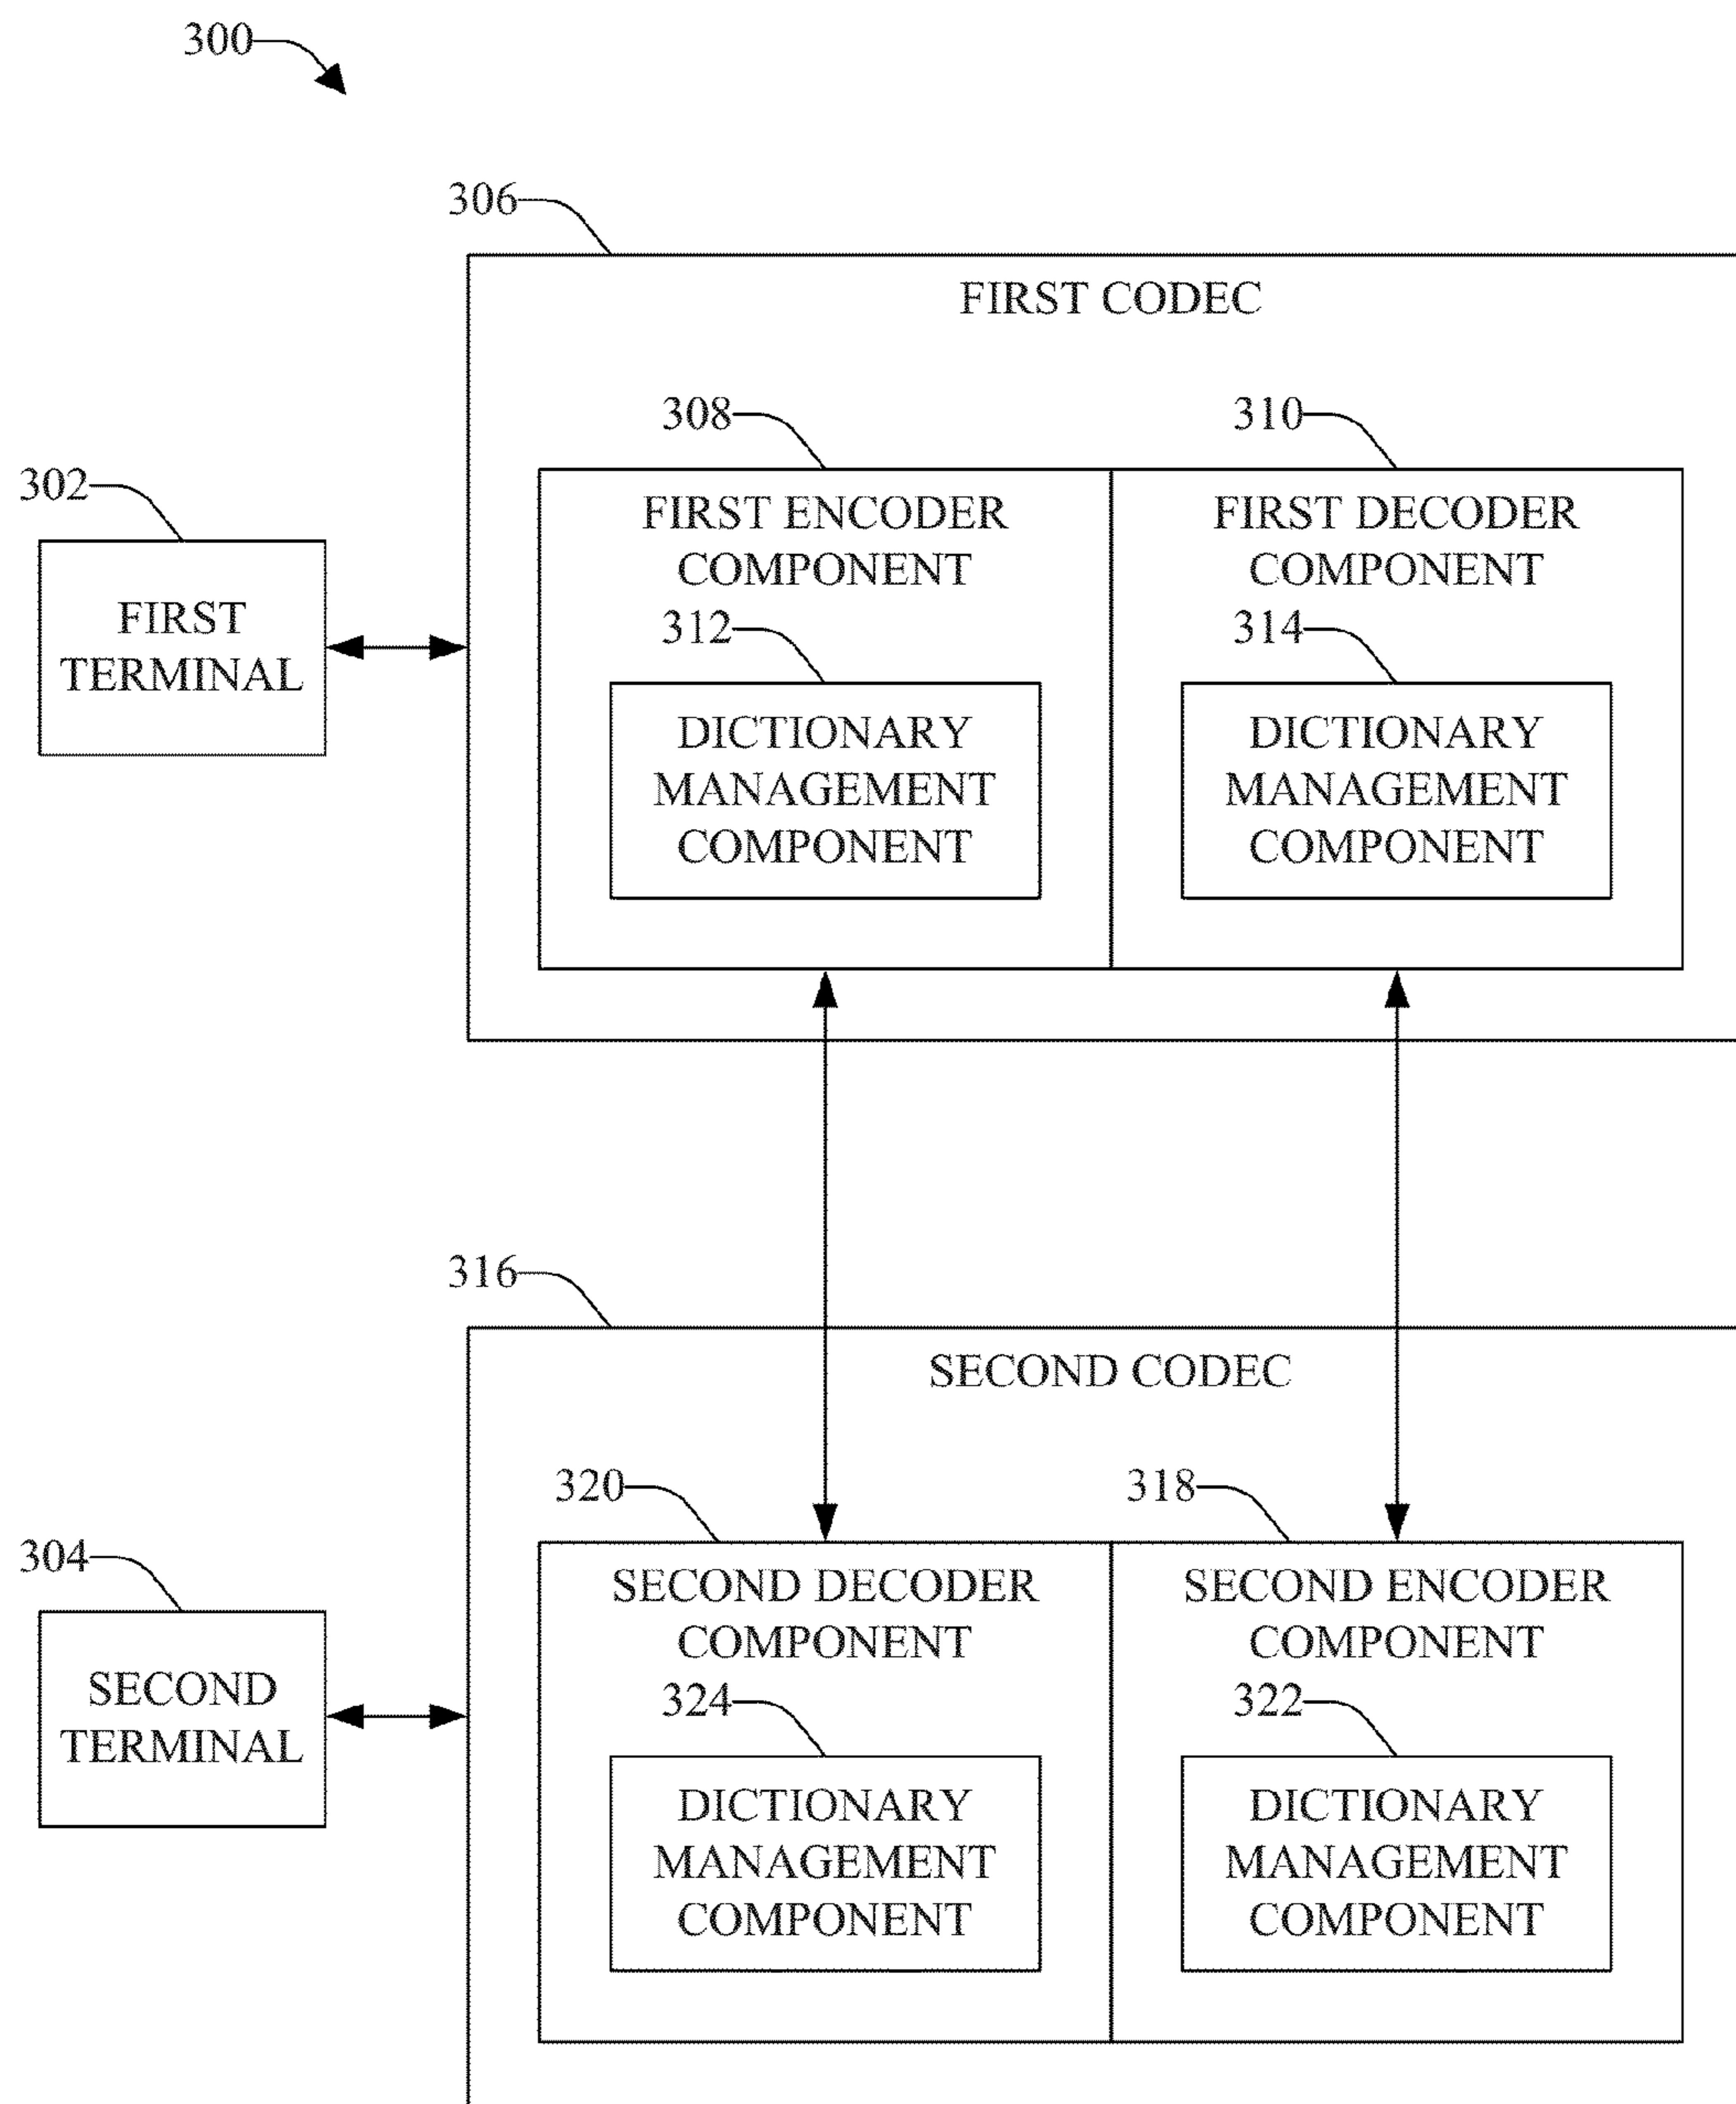 300
306
FIRST CODEC
308
310
302
FIRST ENCODER
COMPONENT
FIRST DECODER
COMPONENT
FIRST
TERMINAL
312
314
DICTIONARY
MANAGEMENT
COMPONENT
DICTIONARY
MANAGEMENT
COMPONENT
316
SECOND CODEC
320
318
304
SECOND DECODER
COMPONENT
SECOND ENCODER
COMPONENT
SECOND
TERMINAL
324
322
DICTIONARY
MANAGEMENT
COMPONENT
DICTIONARY
MANAGEMENT
COMPONENT